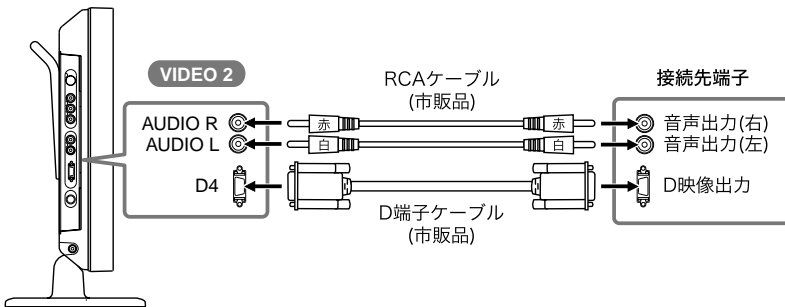 VIDEO 2
RCAケーブル
(市販品)
接続先端子
AUDIO R
赤
赤
音声出力(右)
AUDIO L
白
白
音声出力(左)
D4
D映像出力
D端子ケーブル
(市販品)